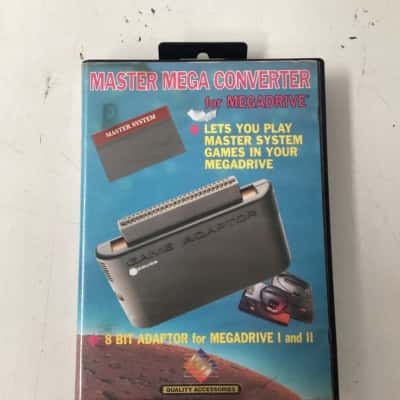 MASTER MEGA CONVERTER
for MEGADRIVE™
MASTER SYSTEM
LETS YOU PLAY
MASTER SYSTEM
GAMES IN YOUR
MEGADRIVE
GAME ADAPTOR
8 BIT ADAPTOR for MEGADRIVE I and II
QUALITY ACCESSORIES